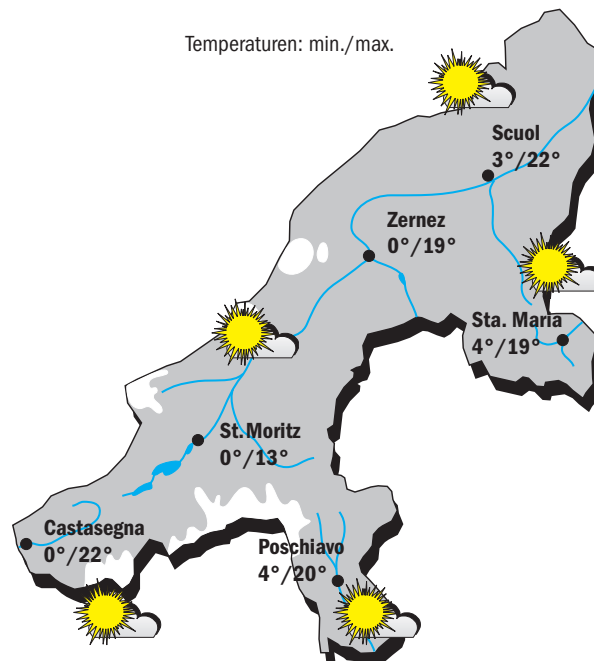 Temperaturen: min./max.
Scuol
3°/22°
Zernez
0°/19°
Sta. Maria
4°/19°
St. Moritz
0°/13°
Castasegna
0°/22°
Poschiavo
4°/20°